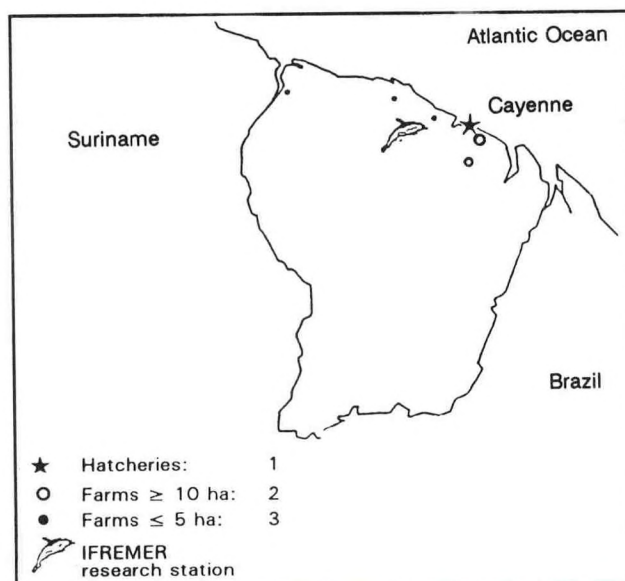 Atlantic Ocean
Cayenne
Suriname
Brazil
Hatcheries: 1
Farms ≥ 10 ha: 2
Farms ≤ 5 ha: 3
IFREMER
research station